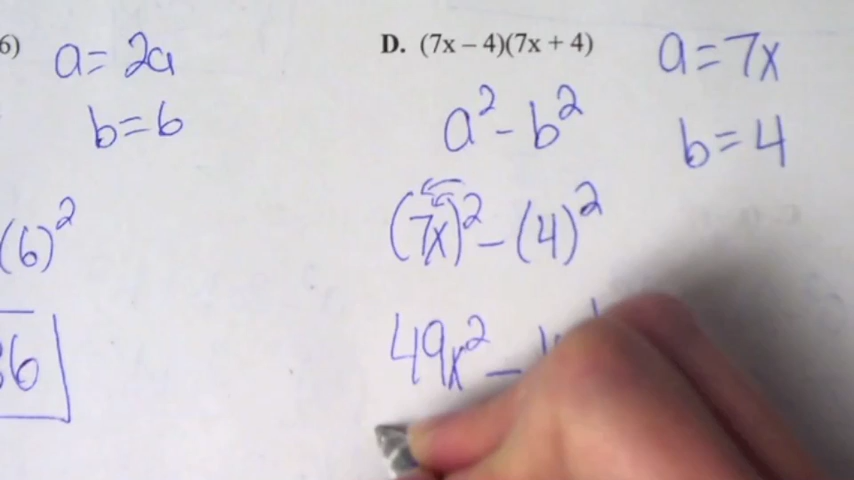 6)
a = 2a
b = 6
(6)²
36
D. (7x – 4)(7x + 4)
a = 7x
b = 4
a² - b²
(7x)² - (4)²
49x² -